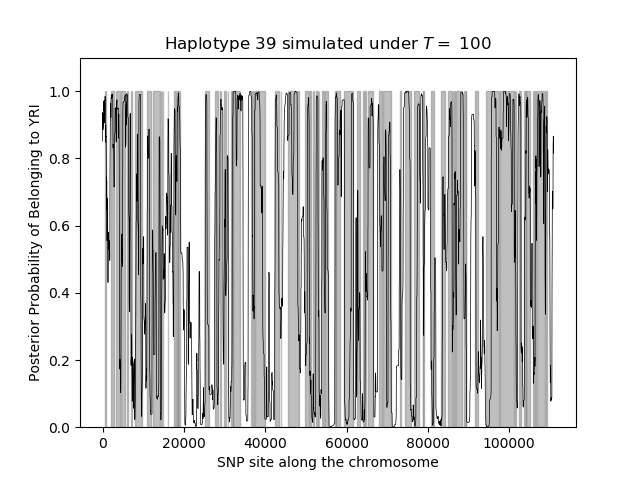 Haplotype 39 simulated under T = 100
Posterior Probability of Belonging to YRI
1.0
0.8
0.6
0.4
0.2
0.0
0 20000 40000 60000 80000 100000
SNP site along the chromosome